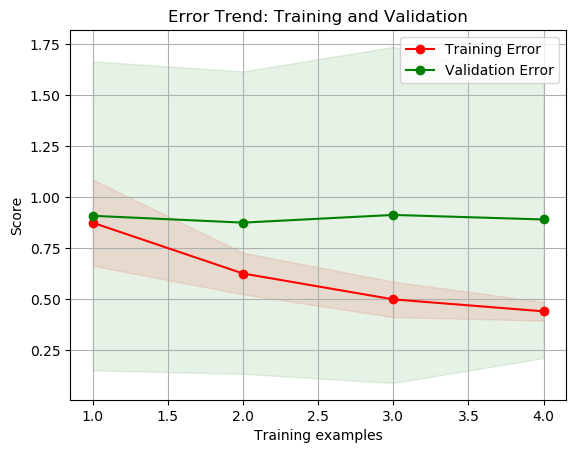 Error Trend: Training and Validation
Training Error
Validation Error
1.75
1.50
1.25
1.00
0.75
0.50
0.25
Score
1.0 1.5 2.0 2.5 3.0 3.5 4.0
Training examples